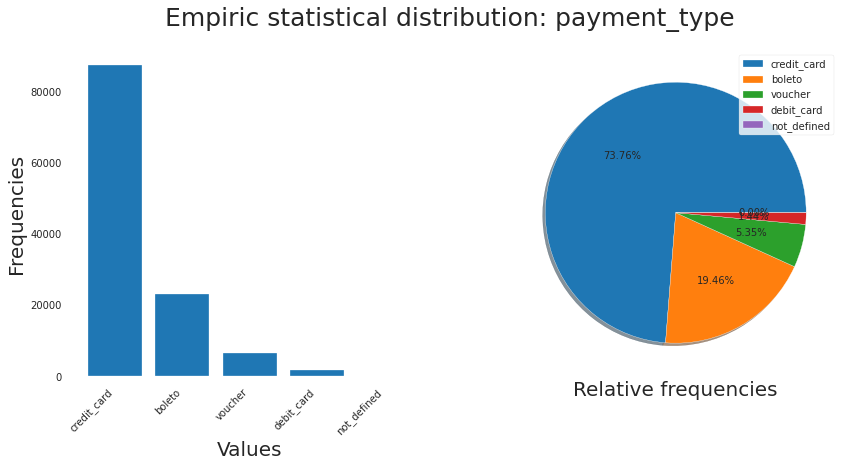 Empiric statistical distribution: payment_type
Frequencies
80000
60000
40000
20000
0
credit_card
boleto
voucher
debit_card
not_defined
Values
credit_card
boleto
voucher
debit_card
not_defined
73.76%
0.00%
1.44%
5.35%
19.46%
Relative frequencies